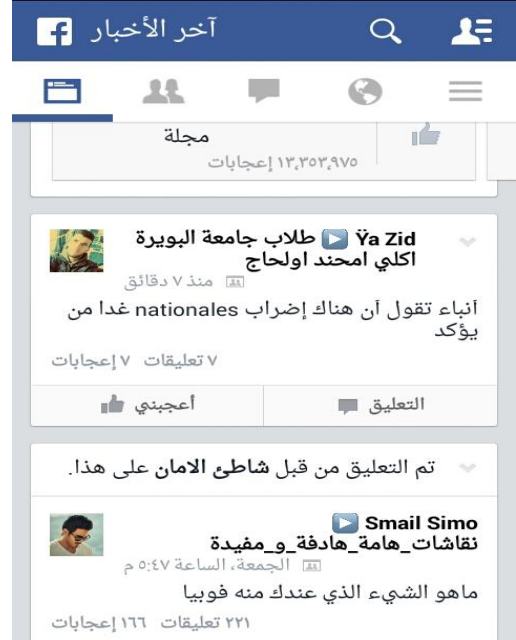 آخر الأخبار
مجلة
١٣,٣٥٣,٩٧٥ إعجابات
Ÿa Zid ▶ طلاب جامعة البويرة
اكلي امحند اولحاج
منذ ٧ دقائق
أنباء تقول أن هناك إضراب nationales غدا من
يؤكد
٧ تعليقات ٧ إعجابات
أعجبني
التعليق
تم التعليق من قبل شاطئ الامان على هذا.
Smail Simo ▶
نقاشات_هامة_هادفة_و_مفيدة
الجمعة، الساعة ٥:٤٧ م
ماهو الشيء الذي عندك منه فوبيا
٢٢١ تعليقات ١٦٦ إعجابات